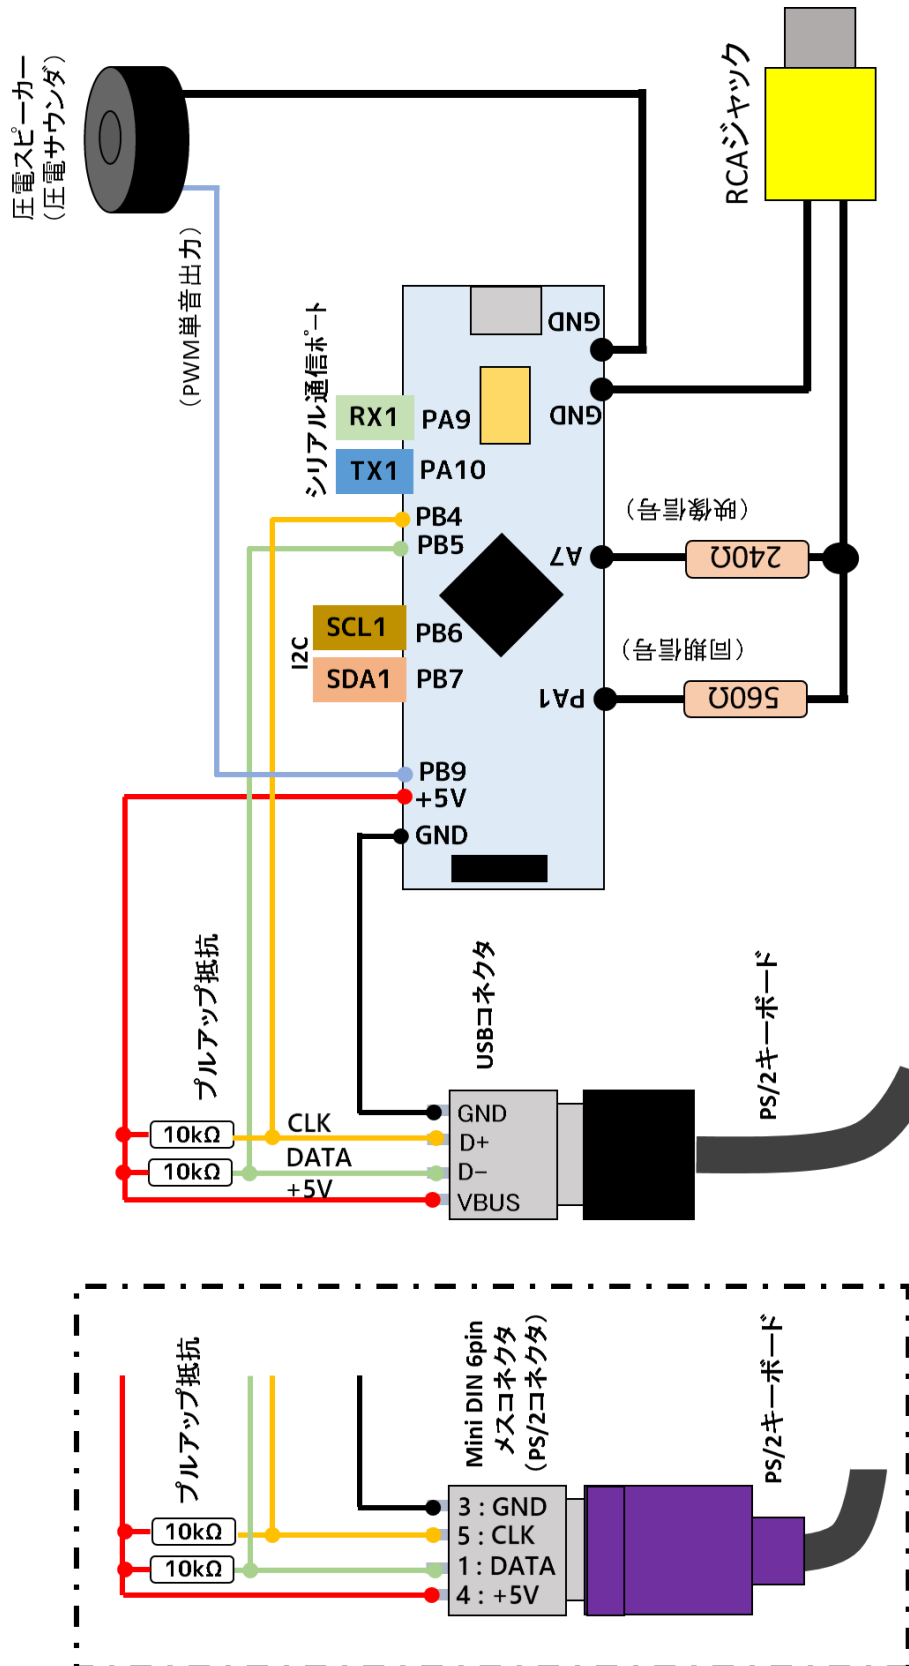 圧電スピーカー
（圧電サウンダ）
RCAジャック
（PWM単音出力）
シリアル通信ポート
GND
GND
RX1
PA9
TX1
PA10
PB4
PB5
（映像信号）
A7
240Ω
I2C
SCL1
PB6
SDA1
PB7
（同期信号）
PA1
560Ω
PB9
+5V
GND
プルアップ抵抗
USBコネクタ
PS/2キーボード
10kΩ
CLK
10kΩ
DATA
+5V
GND
D+
D−
VBUS
プルアップ抵抗
Mini DIN 6pin
メスコネクタ
（PS/2コネクタ）
PS/2キーボード
10kΩ
10kΩ
3 : GND
5 : CLK
1 : DATA
4 : +5V